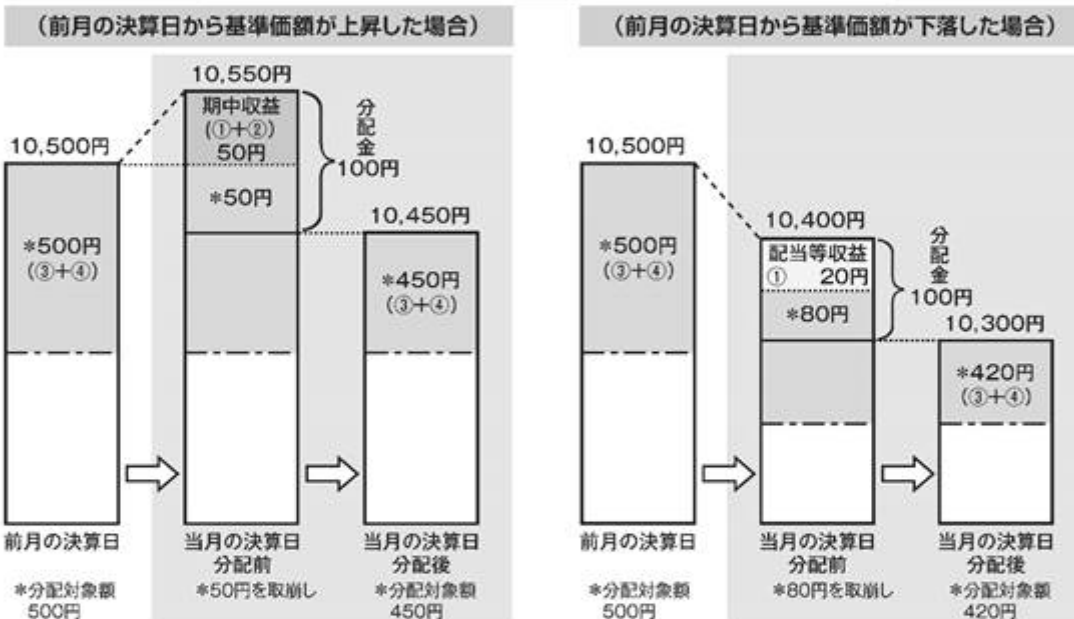 (前月の決算日から基準価額が上昇した場合)
10,550円
期中収益
(①+②)
50円
分配金
100円
10,500円
*50円
10,450円
*500円
(③+④)
*450円
(③+④)
前月の決算日
当月の決算日
分配前
当月の決算日
分配後
*分配対象額
500円
*50円を取崩し
*分配対象額
450円
(前月の決算日から基準価額が下落した場合)
10,500円
10,400円
配当等収益
① 20円
分配金
100円
*80円
10,300円
*500円
(③+④)
*420円
(③+④)
前月の決算日
当月の決算日
分配前
当月の決算日
分配後
*分配対象額
500円
*80円を取崩し
*分配対象額
420円